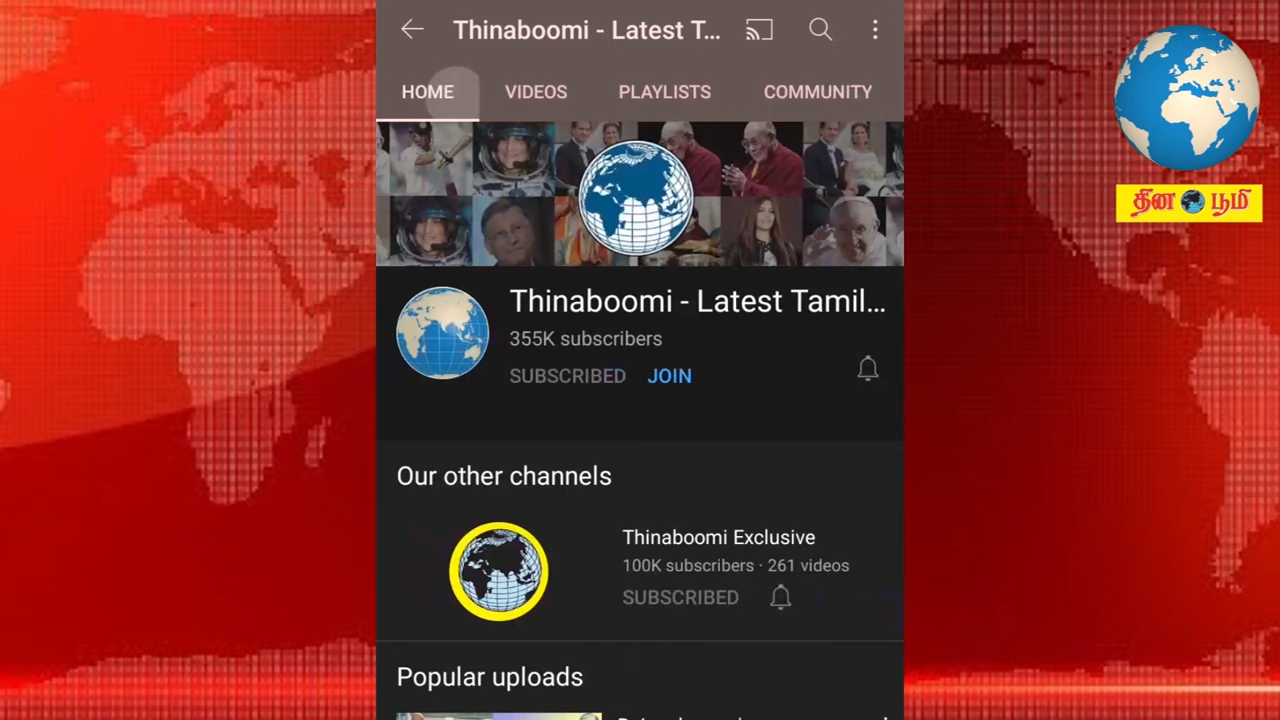 Thinaboomi - Latest T...
HOME VIDEOS PLAYLISTS COMMUNITY
தின பூமி
Thinaboomi - Latest Tamil...
355K subscribers
SUBSCRIBED JOIN
Our other channels
Thinaboomi Exclusive
100K subscribers · 261 videos
SUBSCRIBED
Popular uploads